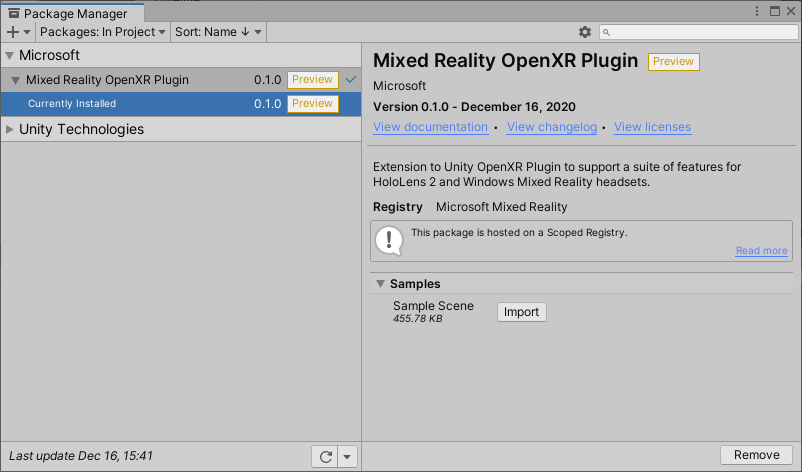 Package Manager
Packages: In Project
Sort: Name ↓
Microsoft
Mixed Reality OpenXR Plugin 0.1.0 Preview
Currently Installed 0.1.0 Preview
Unity Technologies
Last update Dec 16, 15:41
Mixed Reality OpenXR Plugin Preview
Microsoft
Version 0.1.0 - December 16, 2020
View documentation • View changelog • View licenses
Extension to Unity OpenXR Plugin to support a suite of features for
HoloLens 2 and Windows Mixed Reality headsets.
Registry Microsoft Mixed Reality
This package is hosted on a Scoped Registry.
Read more
Samples
Sample Scene
455.78 KB
Import
Remove